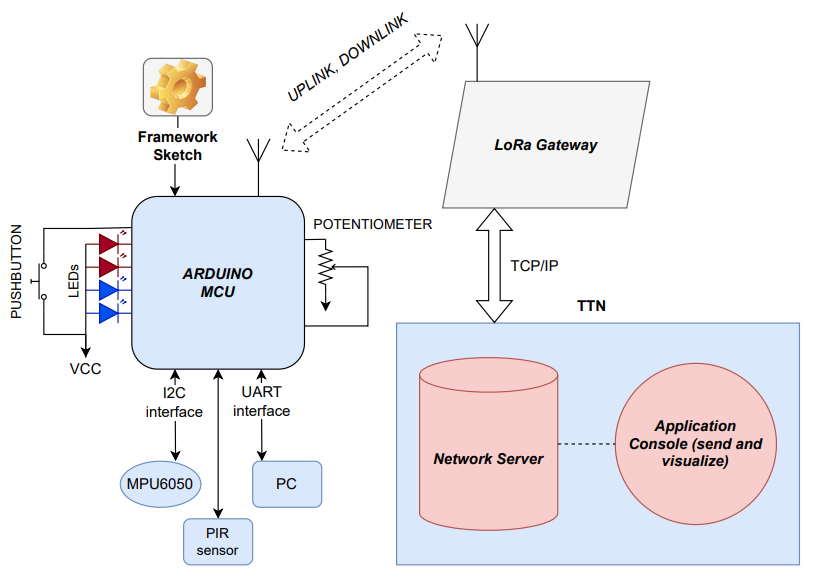 UPLINK, DOWNLINK
Framework
Sketch
LoRa Gateway
PUSHBUTTON
LEDs
VCC
ARDUINO
MCU
POTENTIOMETER
TCP/IP
TTN
I2C
interface
UART
interface
MPU6050
PC
PIR
sensor
Network Server
Application
Console (send and
visualize)